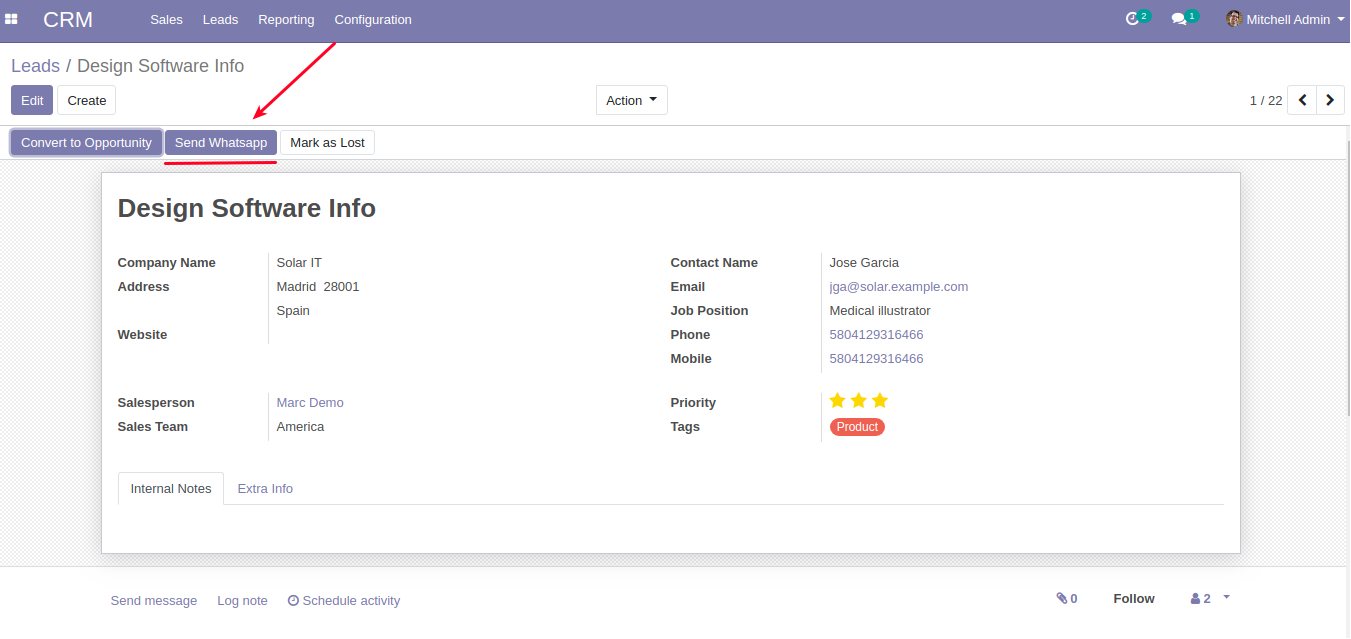 CRM Sales Leads Reporting Configuration 2 1 Mitchell Admin
Leads / Design Software Info
Edit Create Action 1 / 22
Convert to Opportunity Send Whatsapp Mark as Lost
Design Software Info
Company Name Solar IT Contact Name Jose Garcia
Address Madrid 28001 Email jga@solar.example.com
Spain Job Position Medical illustrator
Website Phone 5804129316466
Mobile 5804129316466
Salesperson Marc Demo Priority
Sales Team America Tags Product
Internal Notes Extra Info
Send message Log note Schedule activity 0 Follow 2